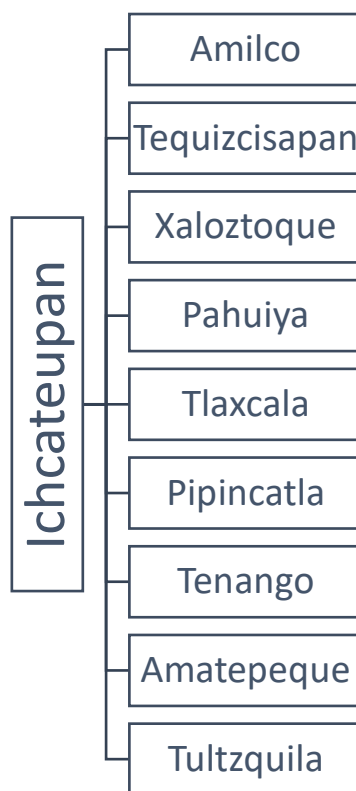 Ichcateupan
Amilco
Tequizcisapan
Xaloztoque
Pahuiya
Tlaxcala
Pipincatla
Tenango
Amatepeque
Tultzquila